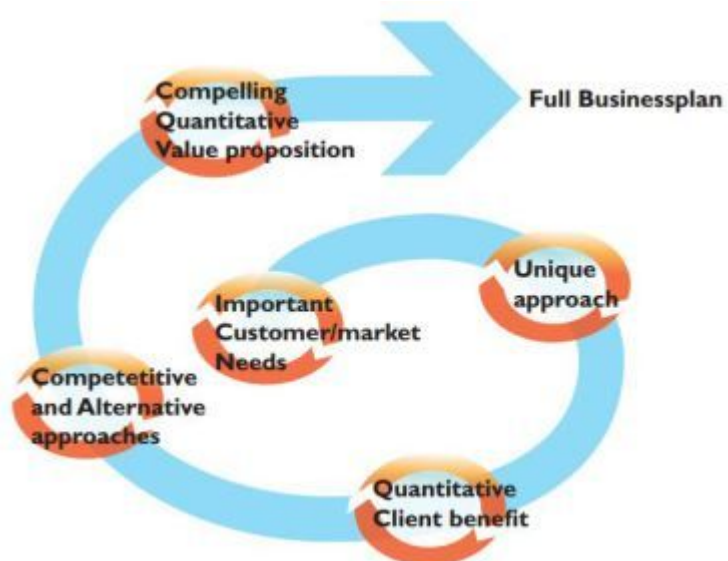 Compelling
Quantitative
Value proposition
Full Businessplan
Unique
approach
Important
Customer/market
Needs
Competetitive
and Alternative
approaches
Quantitative
Client benefit